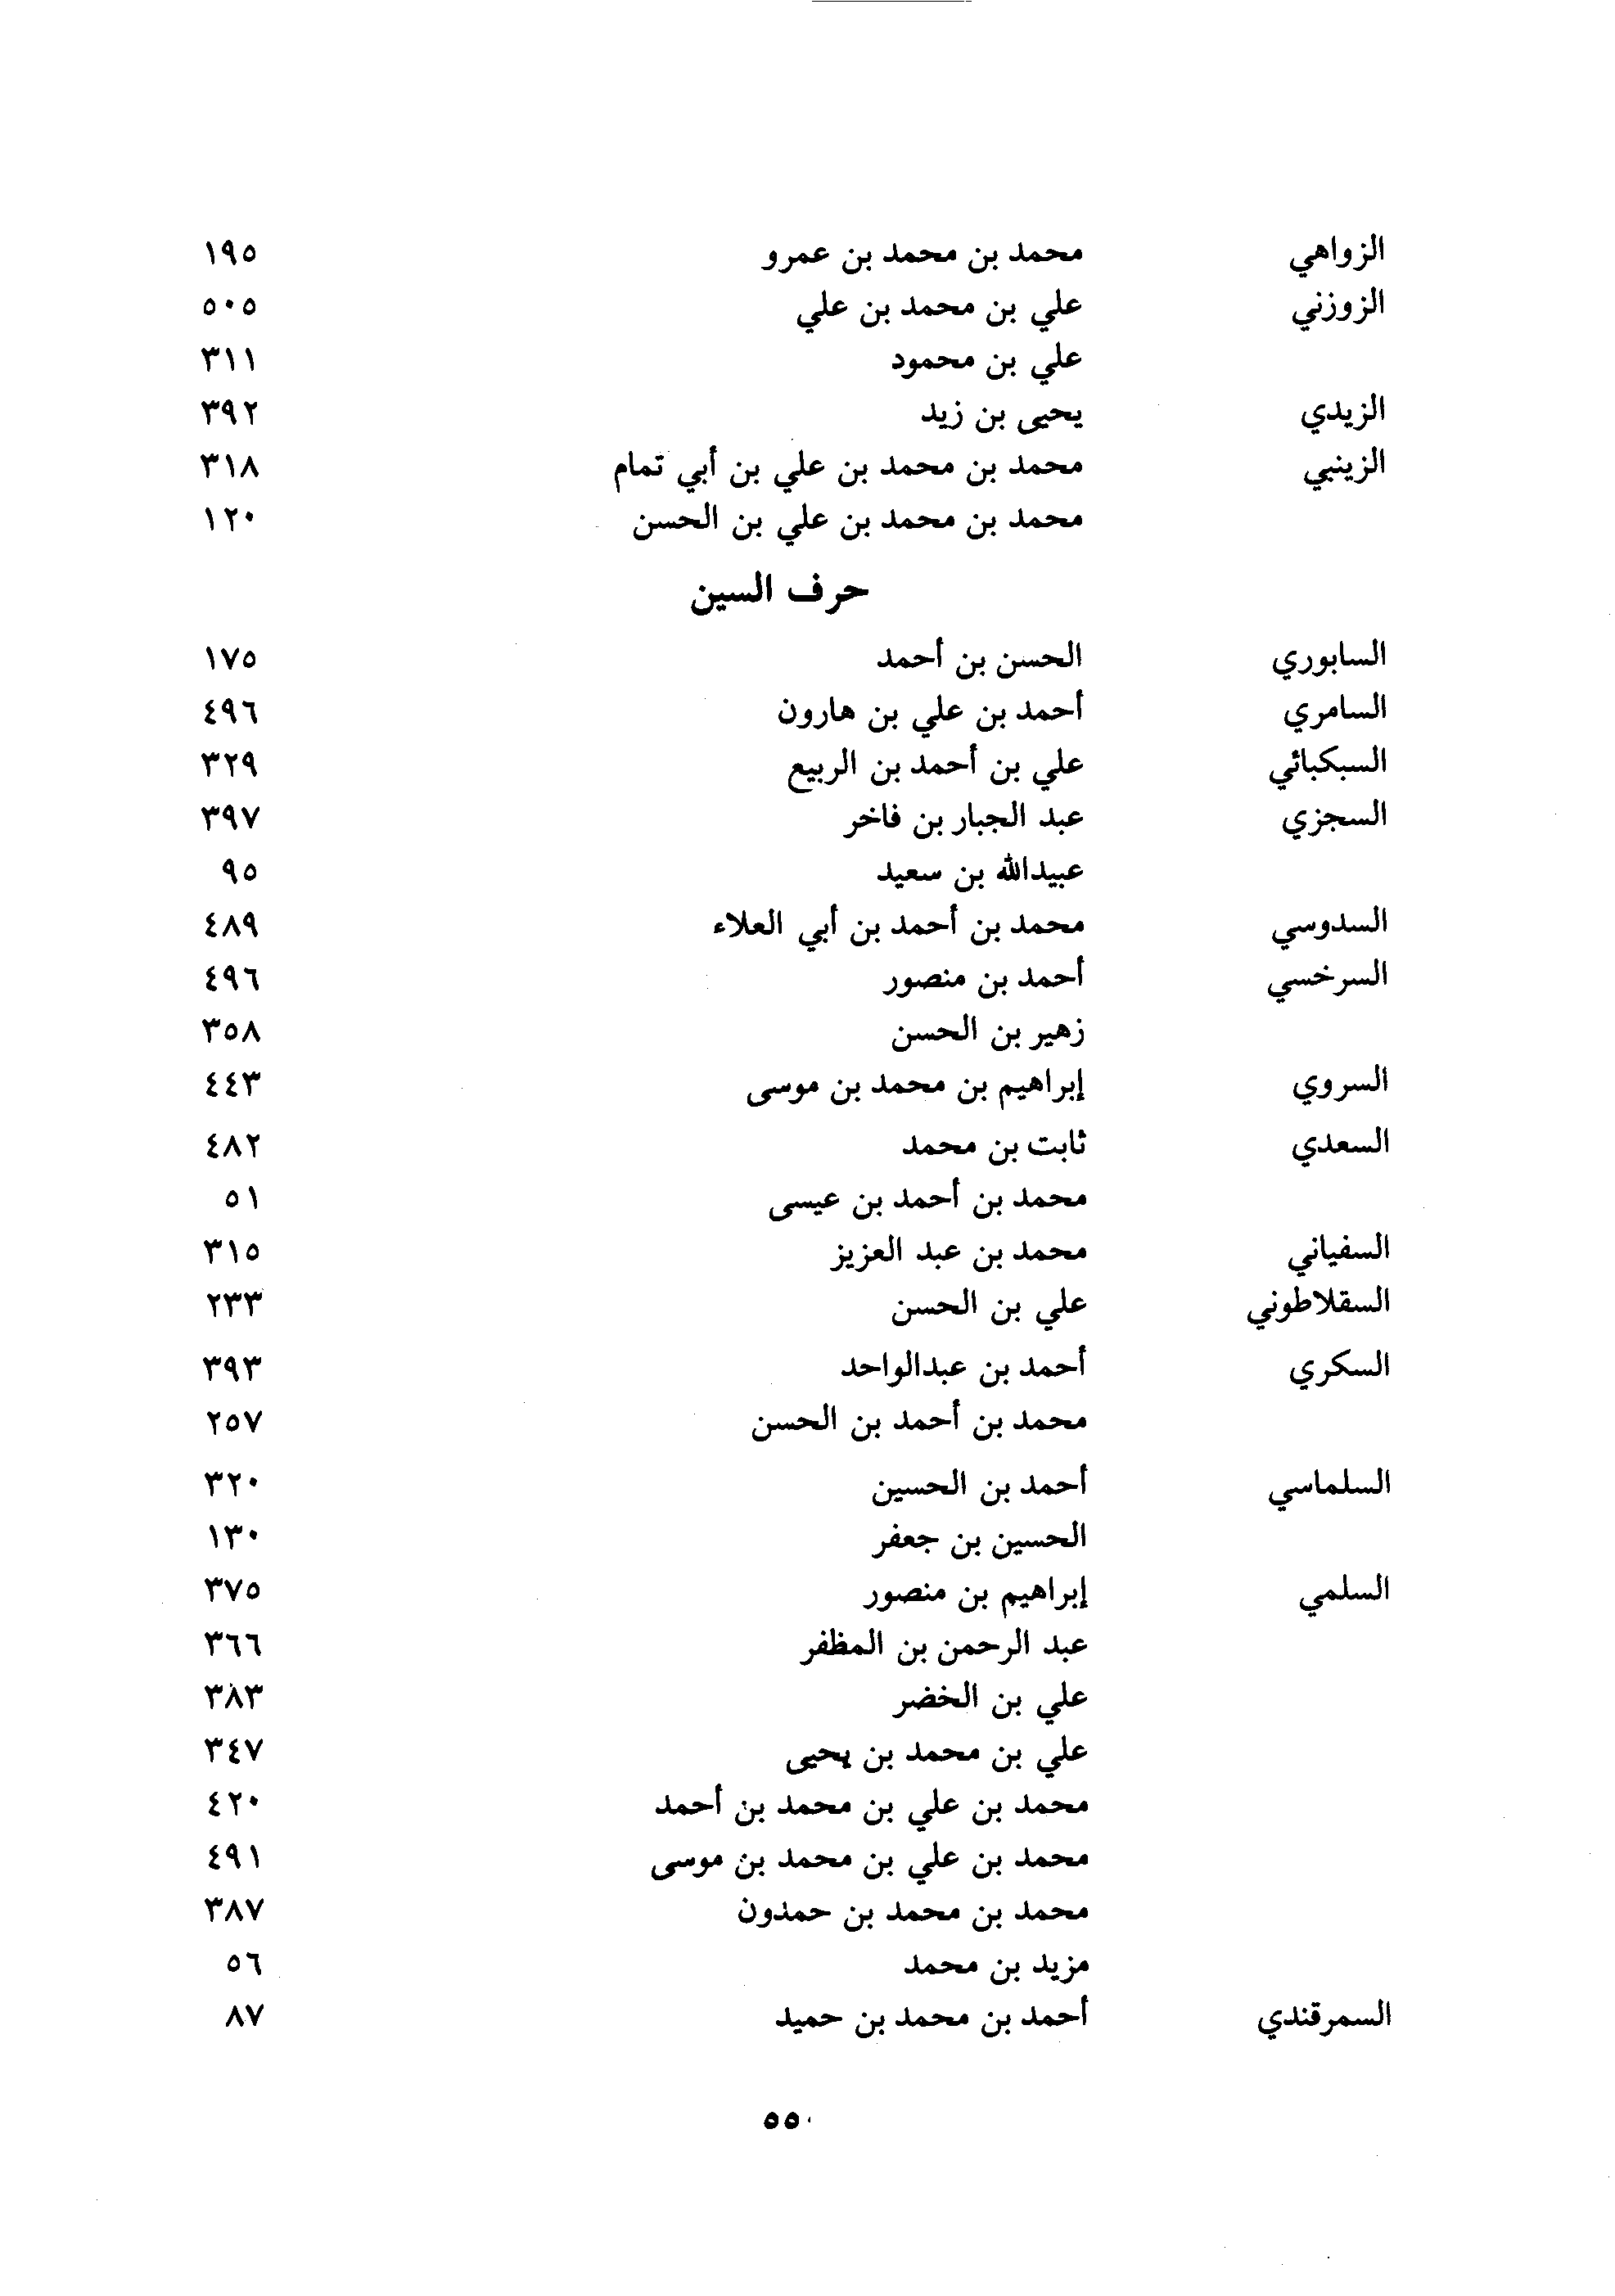 الزواهي محمد بن محمد بن عمرو ١٩٥
الزوزني علي بن محمد بن علي ٥٠٥
علي بن محمود ٣١١
الزيدي يحيى بن زيد ٣٩٢
الزينبي محمد بن محمد بن علي بن أبي تمام ٣١٨
محمد بن محمد بن علي بن الحسن ١٢٠
حرف السين
السابوري الحسن بن أحمد ١٧٥
السامري أحمد بن علي بن هارون ٤٩٦
السبكبائي علي بن أحمد بن الربيع ٣٢٩
السجزي عبد الجبار بن فاخر ٣٩٧
عبيدالله بن سعيد ٩٥
السدوسي محمد بن أحمد بن أبي العلاء ٤٨٩
السرخسي أحمد بن منصور ٤٩٦
زهير بن الحسن ٣٥٨
السروي إبراهيم بن محمد بن موسى ٤٤٣
السعدي ثابت بن محمد ٤٨٢
محمد بن أحمد بن عيسى ٥١
السفياني محمد بن عبد العزيز ٣١٥
السقلاطوني علي بن الحسن ٢٣٣
السكري أحمد بن عبدالواحد ٣٩٣
محمد بن أحمد بن الحسن ٢٥٧
السلماسي أحمد بن الحسين ٣٢٠
الحسين بن جعفر ١٣٠
السلمي إبراهيم بن منصور ٣٧٥
عبد الرحمن بن المظفر ٣٦٦
علي بن الخضر ٣٨٣
علي بن محمد بن يحيى ٣٤٧
محمد بن علي بن محمد بن أحمد ٤٢٠
محمد بن علي بن محمد بن موسى ٤٩١
محمد بن محمد بن حمدون ٣٨٧
مزيد بن محمد ٥٦
السمرقندي أحمد بن محمد بن حميد ٨٧
٥٥٠